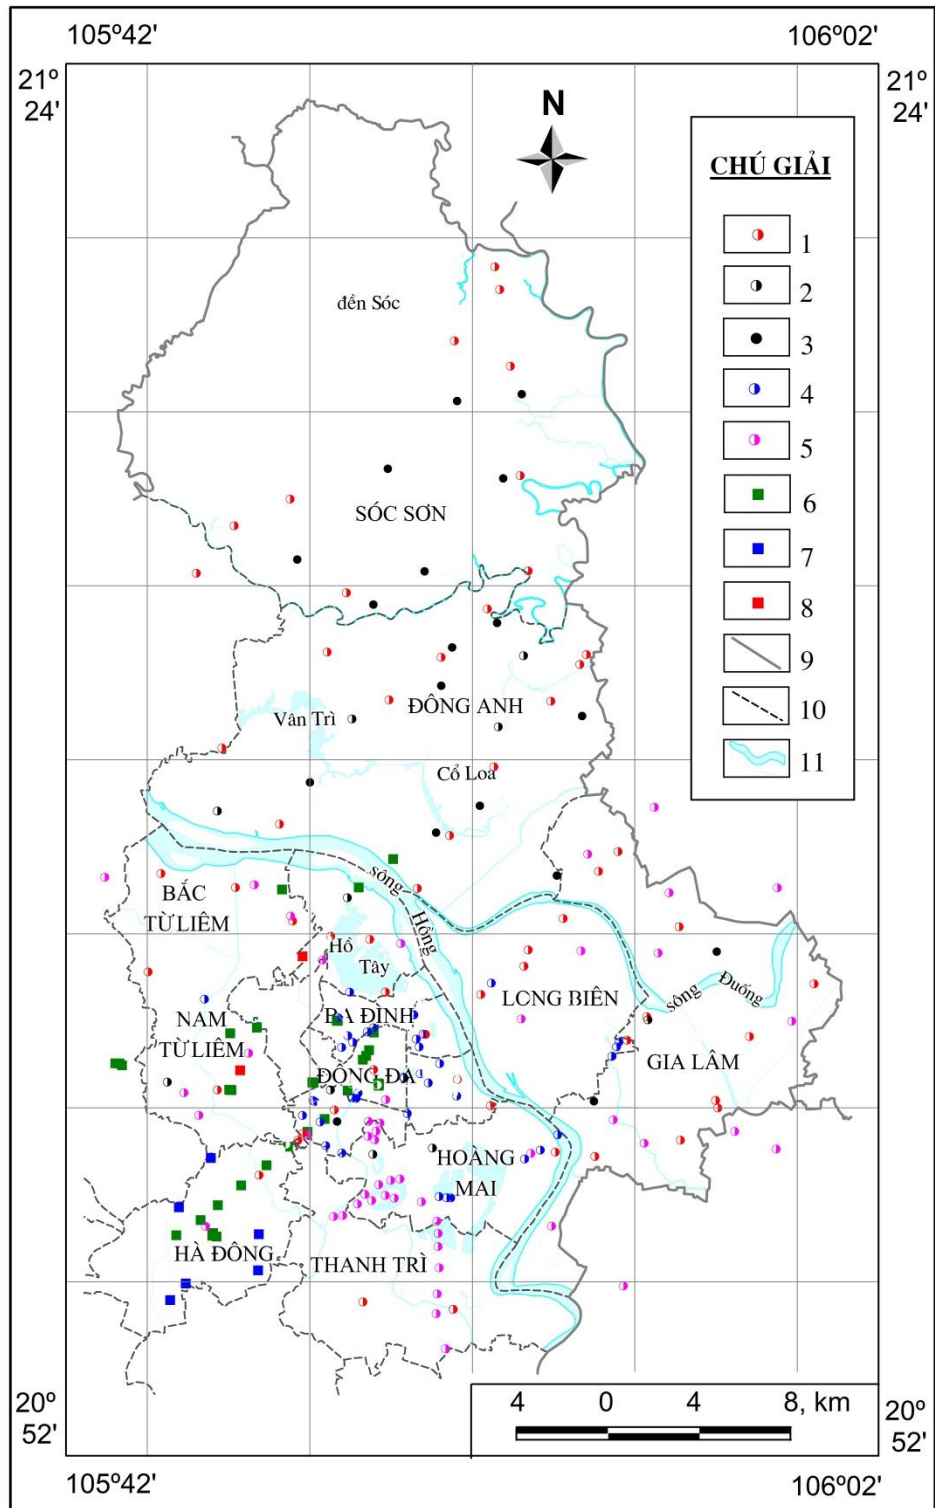 105º42'
106º02'
21º
24'
21º
24'
N
CHÚ GIẢI
1
2
3
4
5
6
7
8
9
10
11
đền Sóc
SÓC SƠN
ĐÔNG ANH
Vân Trì
Cổ Loa
sông
Hồng
BẮC
TỪ LIÊM
Hồ
Tây
LONG BIÊN
sông
Đuống
BA ĐÌNH
NAM
TỪ LIÊM
GIA LÂM
ĐỐNG ĐA
HOÀNG
MAI
HÀ ĐÔNG
THANH TRÌ
4 0 4 8, km
20º
52'
20º
52'
105º42'
106º02'